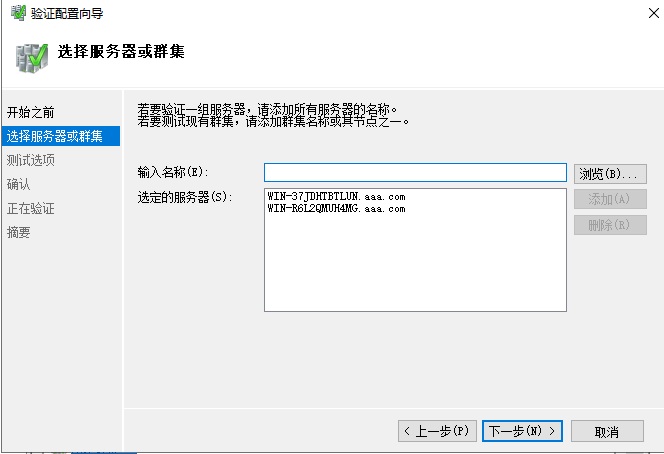 验证配置向导
选择服务器或群集
开始之前
选择服务器或群集
测试选项
确认
正在验证
摘要
若要验证一组服务器，请添加所有服务器的名称。
若要测试现有群集，请添加群集名称或其节点之一。
输入名称(E):
浏览(B)...
选定的服务器(S):
WIN-37JDHTBTLUN.aaa.com
WIN-R6L2QMUH4MG.aaa.com
添加(A)
删除(R)
< 上一步(P)
下一步(N) >
取消